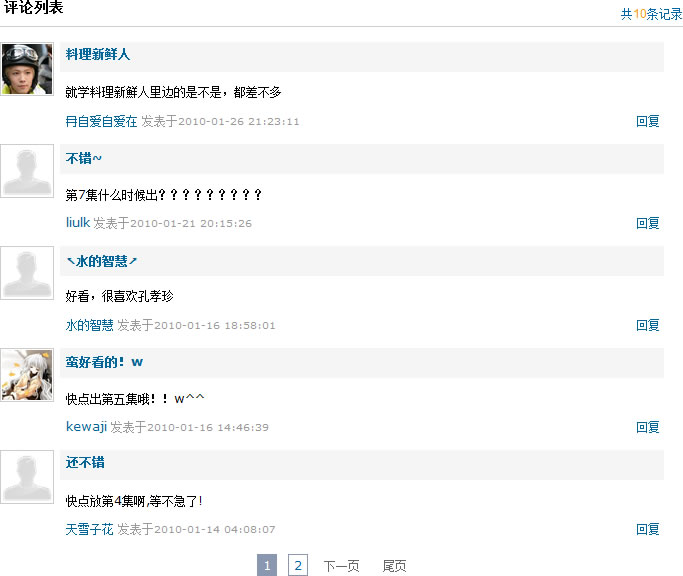 评论列表
共10条记录
料理新鲜人
就学料理新鲜人里边的是不是，都差不多
冄自爱自爱在 发表于2010-01-26 21:23:11
回复
不错~
第7集什么时候出？？？？？？？？？
liulk 发表于2010-01-21 20:15:26
回复
↖水的智慧↗
好看，很喜欢孔孝珍
水的智慧 发表于2010-01-16 18:58:01
回复
蛮好看的！w
快点出第五集哦！！w^^
kewaji 发表于2010-01-16 14:46:39
回复
还不错
快点放第4集啊,等不急了!
天雪子花 发表于2010-01-14 04:08:07
回复
1 2 下一页 尾页